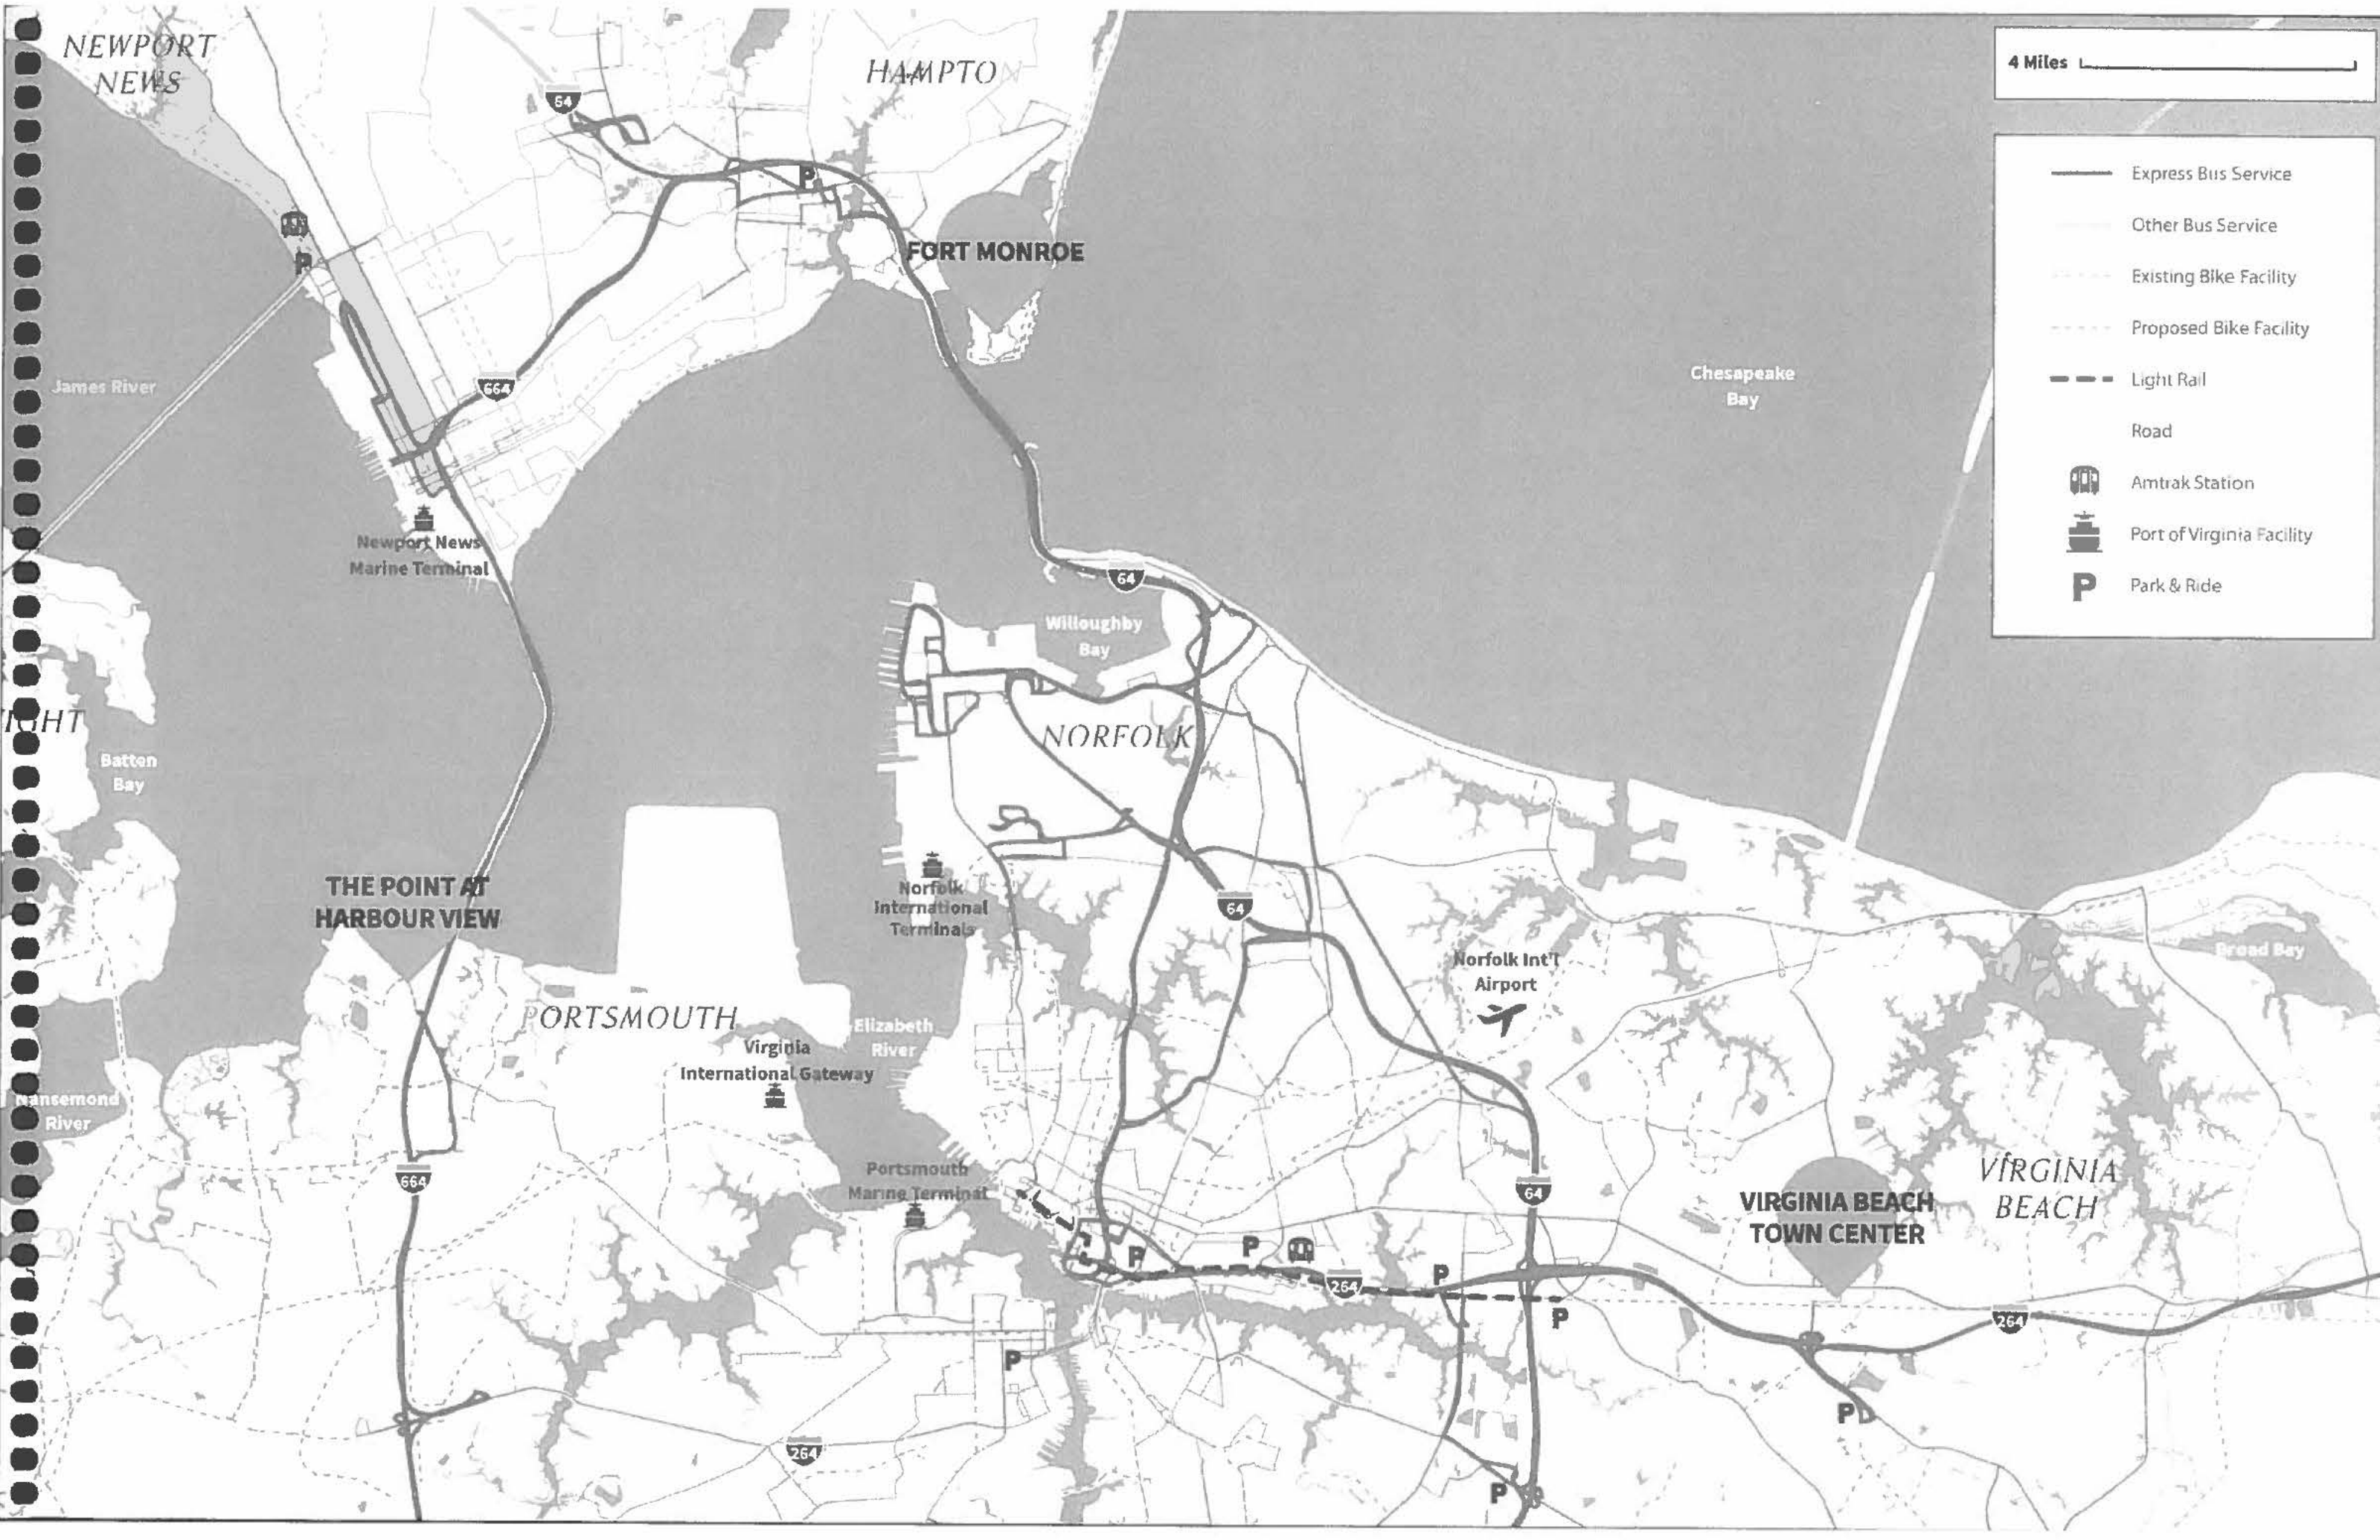 NEWPORT
NEWS
HAMPTO
64
P
FORT MONROE
P
James River
664
Chesapeake
Bay
Newport News
Marine Terminal
64
Willoughby
Bay
NORFOLK
Batten
Bay
THE POINT AT
HARBOUR VIEW
Norfolk
International
Terminals
64
Norfolk Int'l
Airport
Broad Bay
PORTSMOUTH
Elizabeth
River
Virginia
International Gateway
Nansemond
River
664
Portsmouth
Marine Terminal
64
VIRGINIA BEACH
TOWN CENTER
VIRGINIA
BEACH
P
P
P
264
P
264
P
P
264
P
4 Miles
Express Bus Service
Other Bus Service
Existing Bike Facility
Proposed Bike Facility
Light Rail
Road
Amtrak Station
Port of Virginia Facility
P Park & Ride